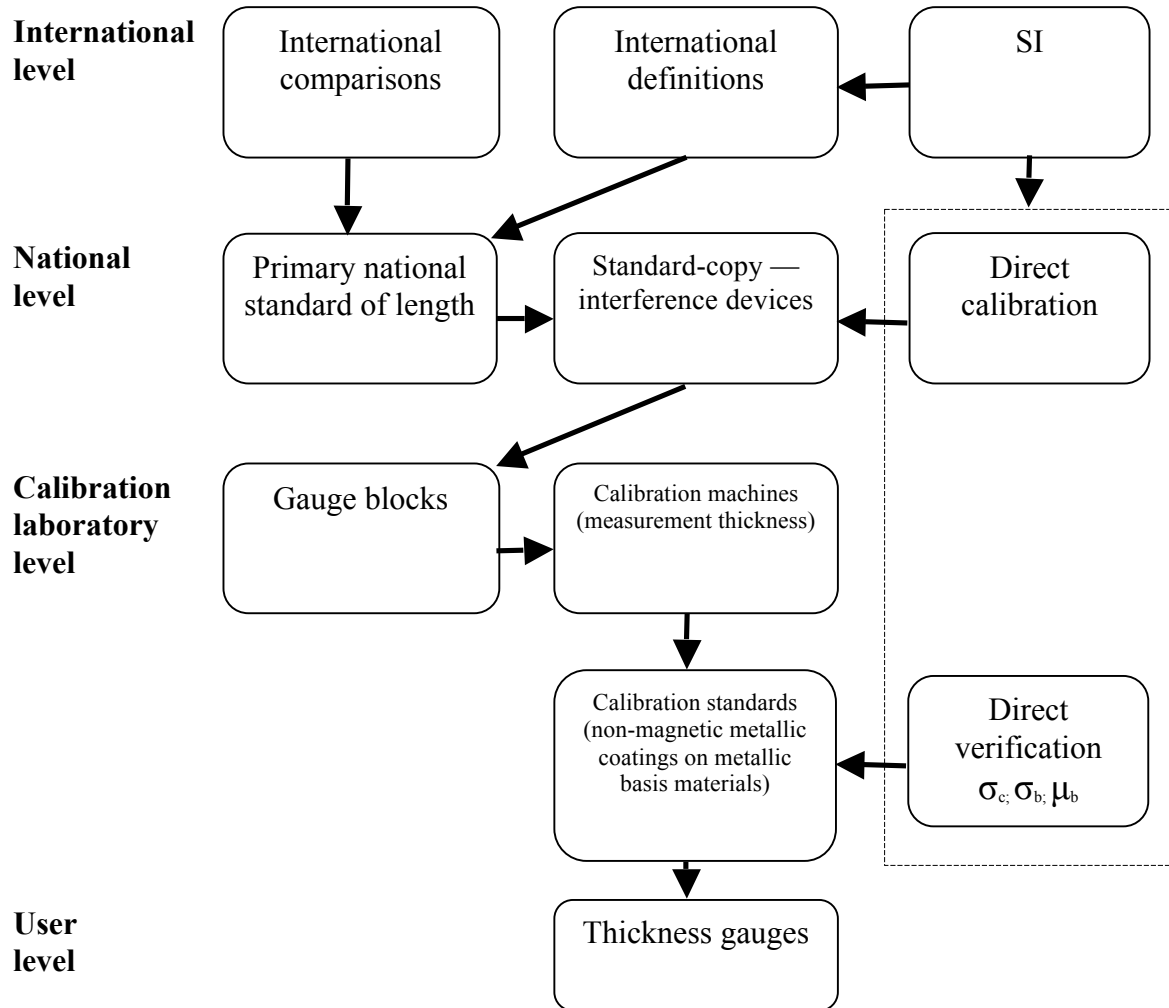 International
level
International
comparisons
International
definitions
SI
National
level
Primary national
standard of length
Standard-copy —
interference devices
Direct
calibration
Calibration
laboratory
level
Gauge blocks
Calibration machines
(measurement thickness)
Calibration standards
(non-magnetic metallic
coatings on metallic
basis materials)
Direct
verification
σc; σb; μb
User
level
Thickness gauges